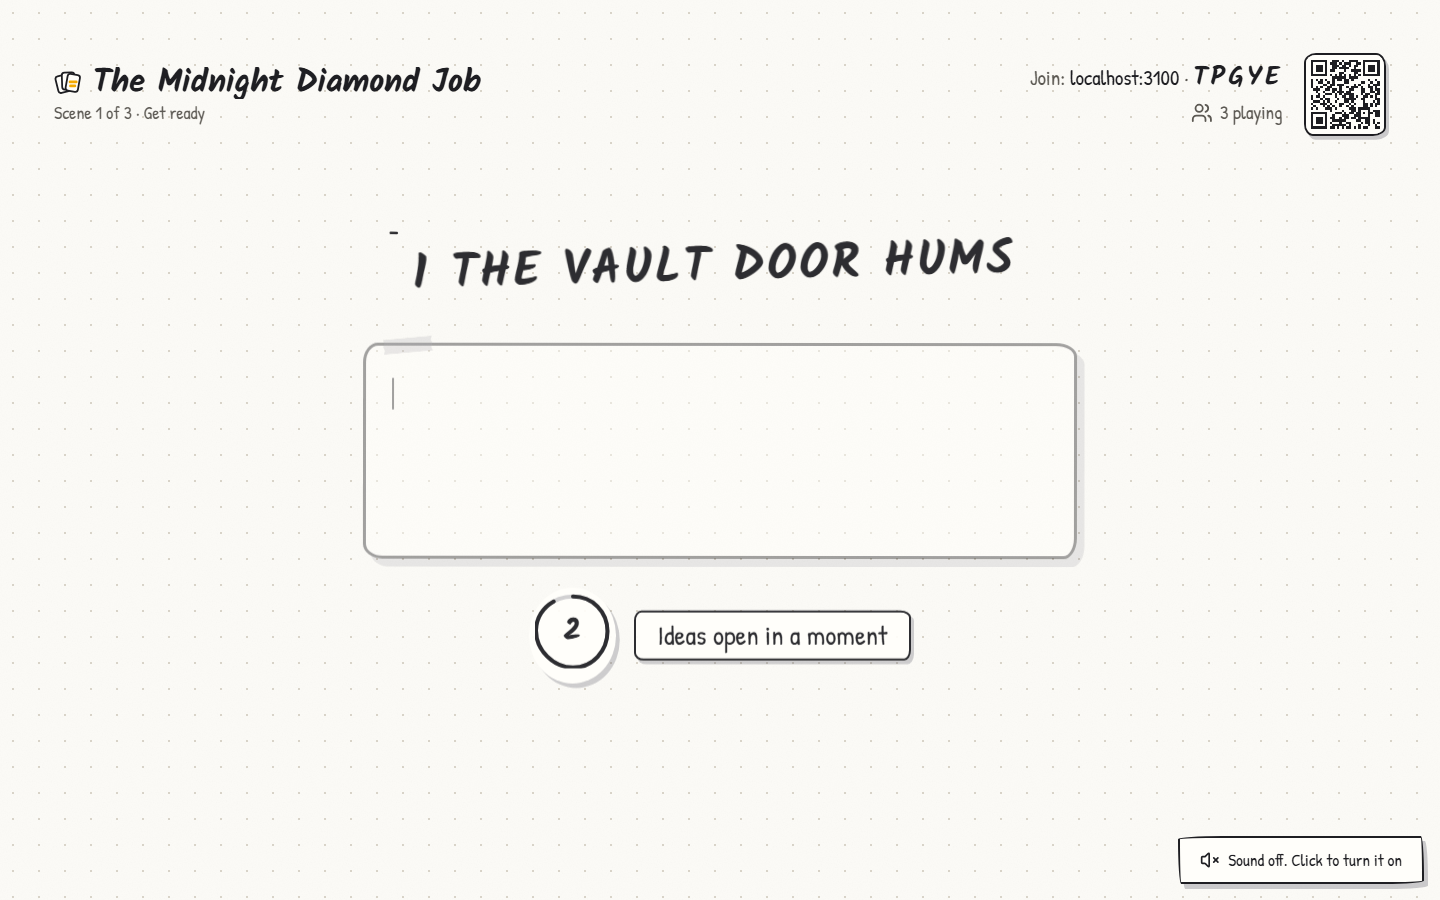 The Midnight Diamond Job
Scene 1 of 3 · Get ready
Join: localhost:3100 · TPGYE
3 playing
1 THE VAULT DOOR HUMS
2
Ideas open in a moment
Sound off. Click to turn it on